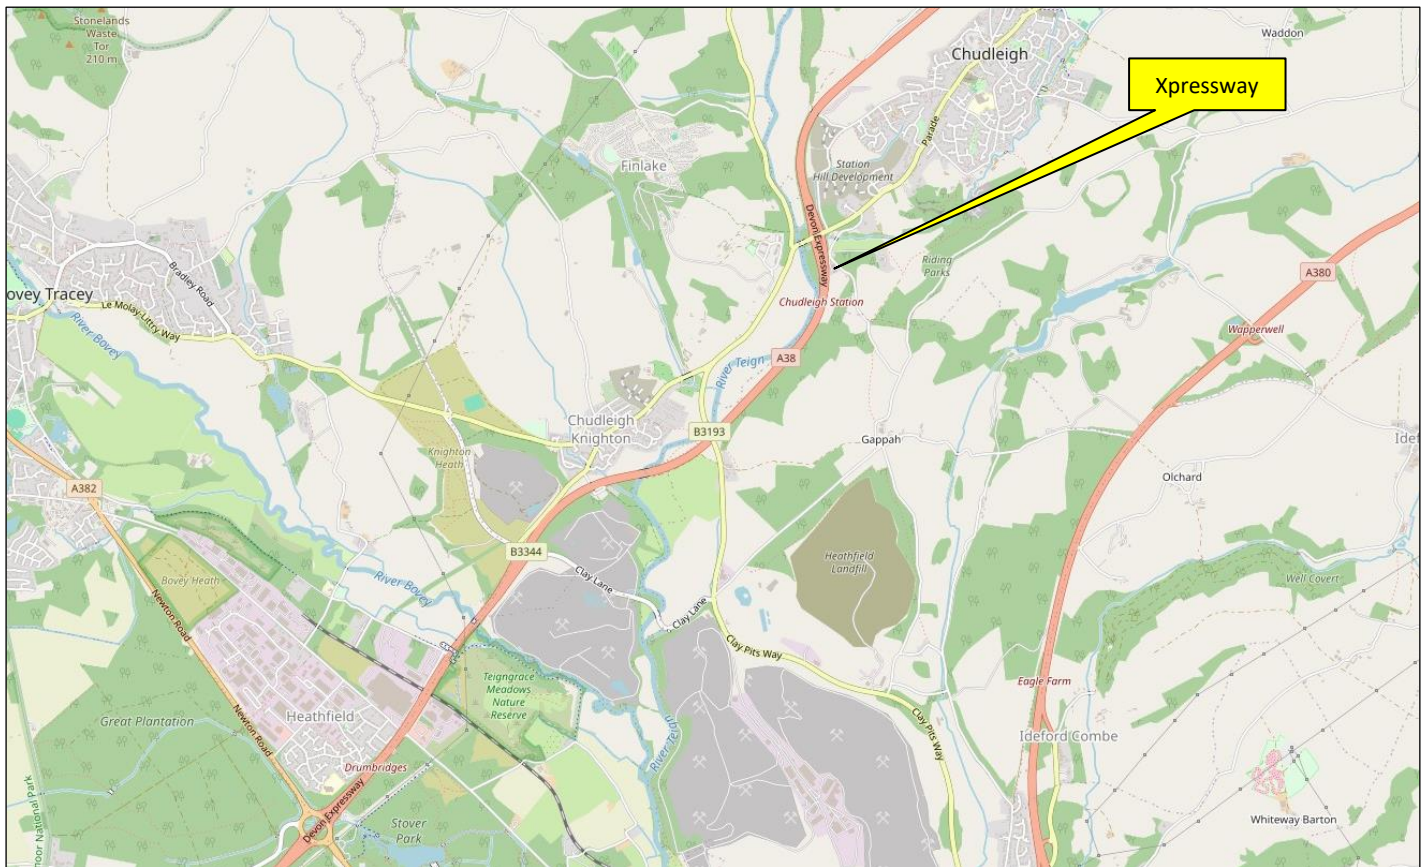 Stonelands
Waste
Tor
210 m
Chudleigh
Waddon
Xpressway
Parade
Finlake
Station
Hill Development
Devon Expressway
Riding
Parks
A380
Bradley Road
ovey Tracey
Le Molay-Littry Way
River Bovey
Chudleigh Station
Wapperwell
A38
River Teign
Chudleigh
Knighton
B3193
Gappah
Idef
Knighton
Heath
Olchard
A382
B3344
Heathfield
Landfill
Clay Lane
Bovey Heath
River Bovey
Well Covert
Newton Road
Clay Lane
Clay Pits Way
Teigngrace
Meadows
Nature
Reserve
Eagle Farm
Great Plantation
Heathfield
Newton Road
Clay Pits Way
Ideford Combe
Drumbridges
Devon Expressway
Stover
Park
Whiteway Barton
moor National Park